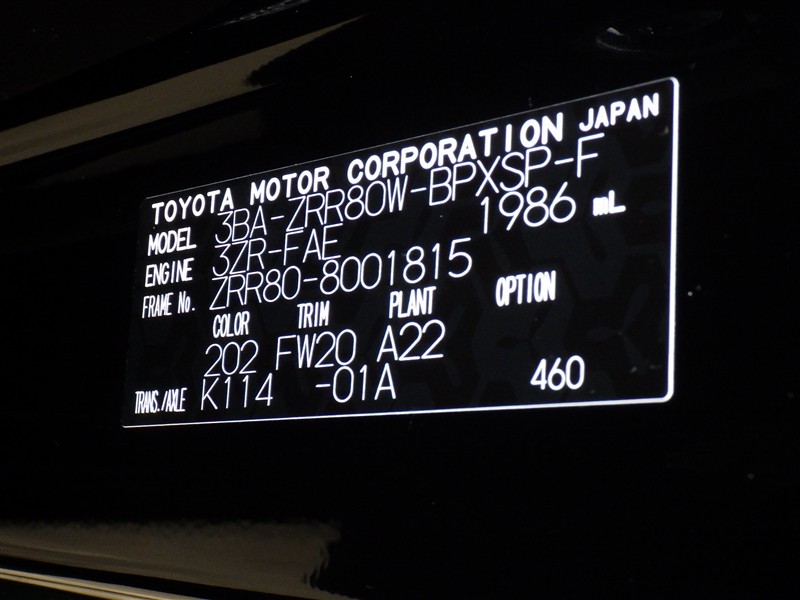 TOYOTA MOTOR CORPORATION JAPAN
MODEL 3BA-ZRR80W-BPXSP-F
ENGINE 3ZR-FAE 1986 mL
FRAME No. ZRR80-8001815
COLOR TRIM PLANT OPTION
202 FW20 A22
TRANS./AXLE K114 -01A 460